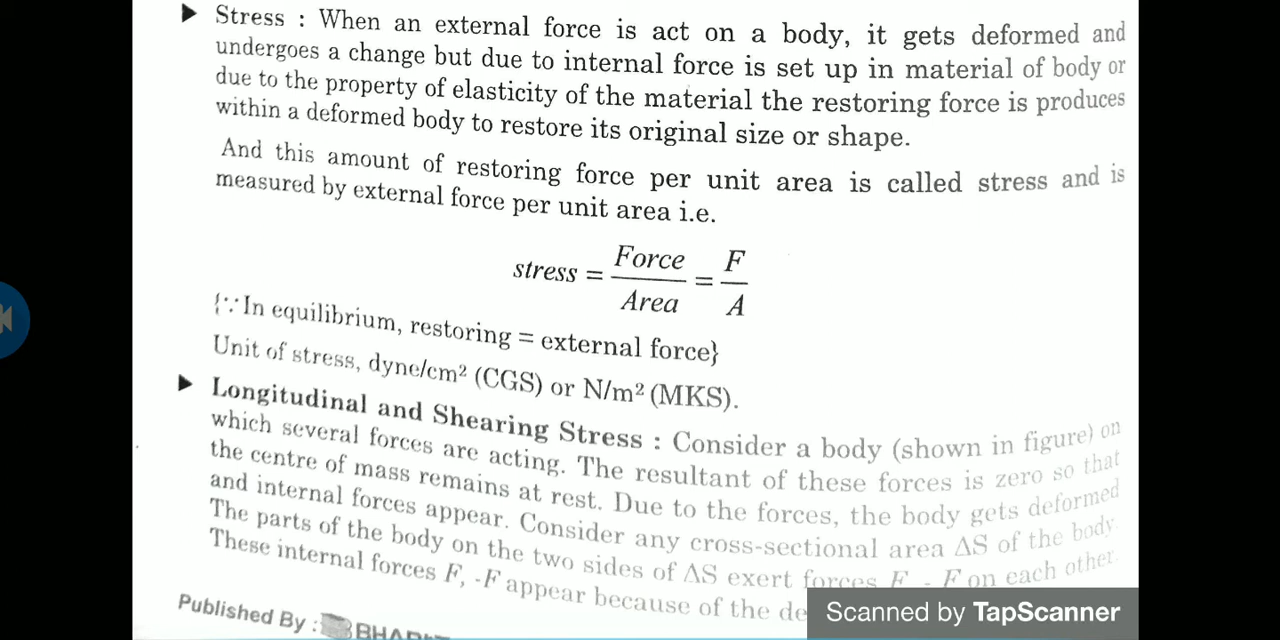 ▶ Stress : When an external force is act on a body, it gets deformed and
undergoes a change but due to internal force is set up in material of body or
due to the property of elasticity of the material the restoring force is produces
within a deformed body to restore its original size or shape.
And this amount of restoring force per unit area is called stress and is
measured by external force per unit area i.e.
stress = Force / Area = F / A
{∵ In equilibrium, restoring = external force}
Unit of stress, dyne/cm² (CGS) or N/m² (MKS).
▶ Longitudinal and Shearing Stress : Consider a body (shown in figure) on
which several forces are acting. The resultant of these forces is zero so that
the centre of mass remains at rest. Due to the forces, the body gets deformed
and internal forces appear. Consider any cross-sectional area ΔS of the body.
The parts of the body on the two sides of ΔS exert forces F, - F on each other.
These internal forces F, -F appear because of the
Published By :
Scanned by TapScanner